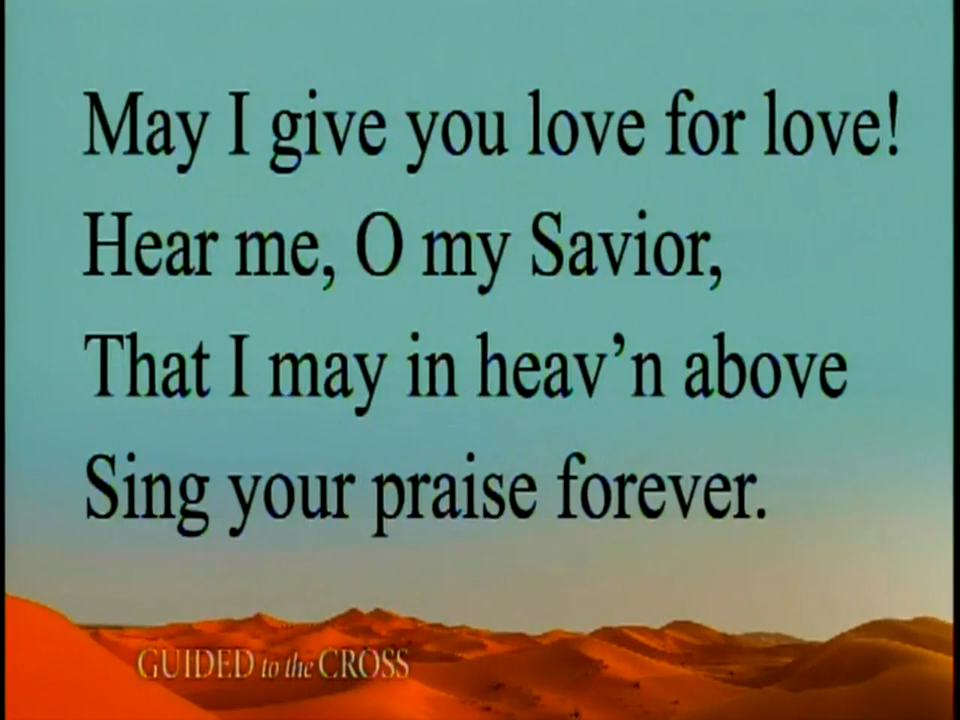 May I give you love for love!
Hear me, O my Savior,
That I may in heav’n above
Sing your praise forever.
GUIDED to the CROSS